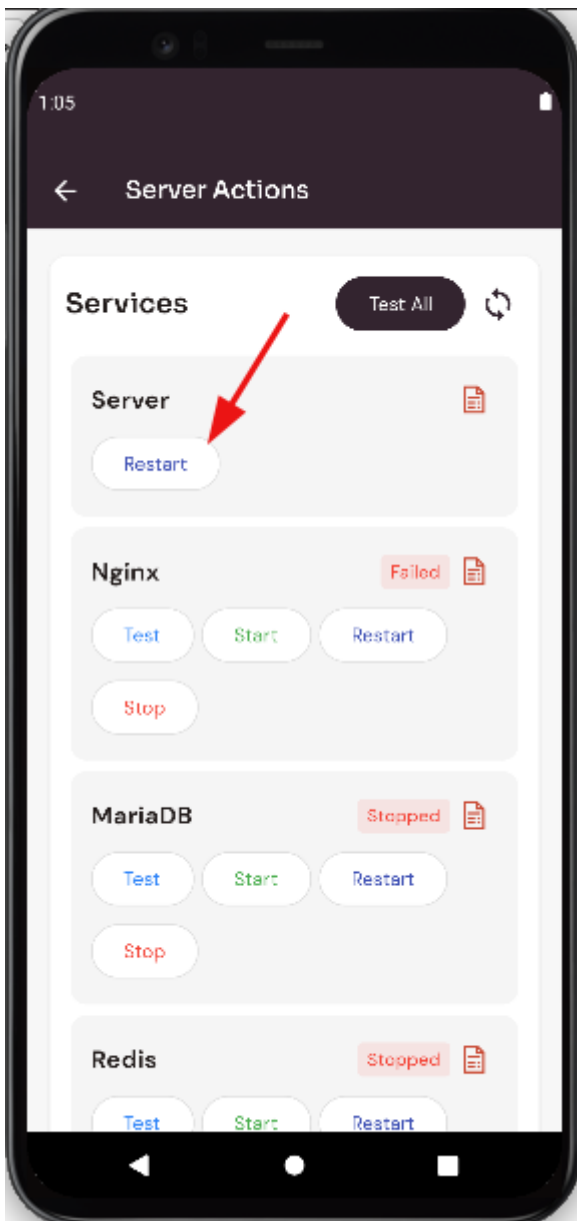 1:05
Server Actions
Services Test All
Server
Restart
Nginx Failed
Test Start Restart
Stop
MariaDB Stopped
Test Start Restart
Stop
Redis Stopped
Test Start Restart